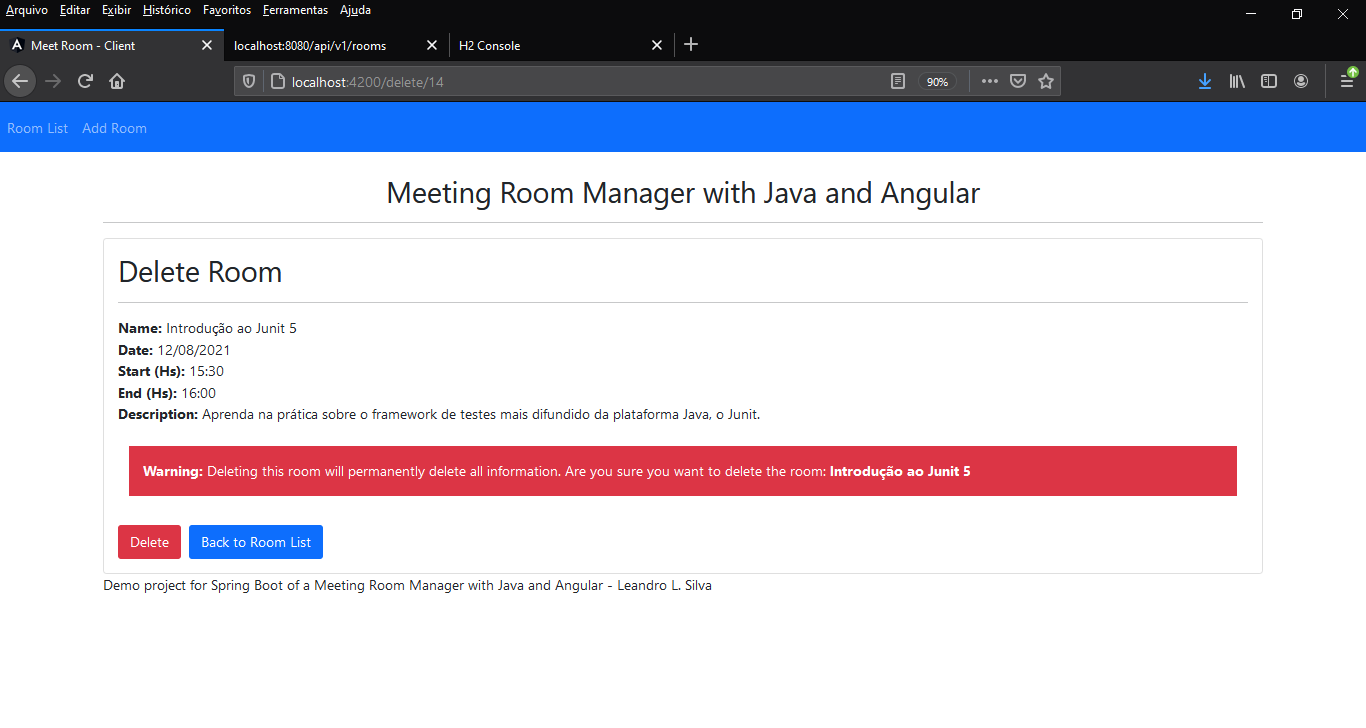 Arquivo Editar Exibir Histórico Favoritos Ferramentas Ajuda
Meet Room - Client localhost:8080/api/v1/rooms H2 Console
localhost:4200/delete/14 90%
Room List Add Room
Meeting Room Manager with Java and Angular
Delete Room
Name: Introdução ao Junit 5
Date: 12/08/2021
Start (Hs): 15:30
End (Hs): 16:00
Description: Aprenda na prática sobre o framework de testes mais difundido da plataforma Java, o Junit.
Warning: Deleting this room will permanently delete all information. Are you sure you want to delete the room: Introdução ao Junit 5
Delete Back to Room List
Demo project for Spring Boot of a Meeting Room Manager with Java and Angular - Leandro L. Silva